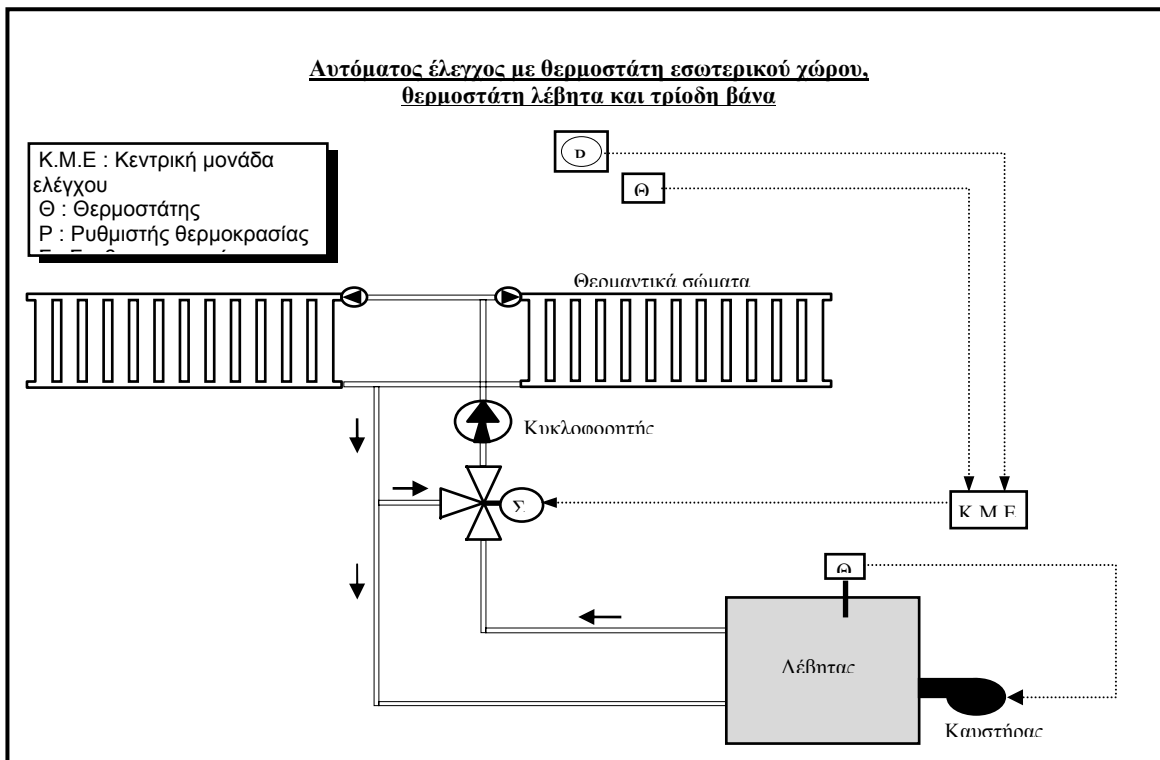 Αυτόματος έλεγχος με θερμοστάτη εσωτερικού χώρου,
θερμοστάτη λέβητα και τρίοδη βάνα
Κ.Μ.Ε : Κεντρική μονάδα
ελέγχου
Θ : Θερμοστάτης
Ρ : Ρυθμιστής θερμοκρασίας
Ρ
Θ
Θερμαντικά σώματα
Κυκλοφορητής
Σ
Κ.Μ.Ε
Θ
Λέβητας
Καυστήρας